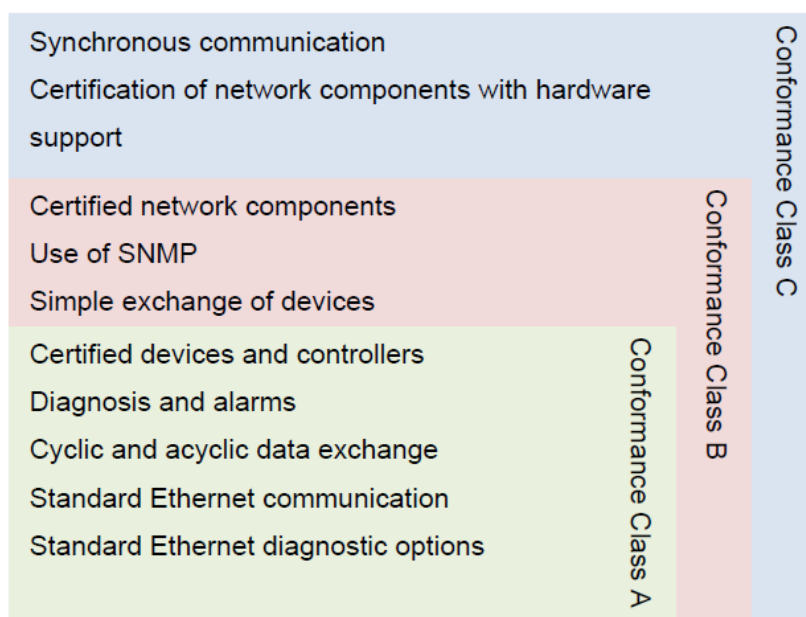 Synchronous communication
Certification of network components with hardware
support
Conformance Class C
Certified network components
Use of SNMP
Simple exchange of devices
Conformance Class B
Certified devices and controllers
Diagnosis and alarms
Cyclic and acyclic data exchange
Standard Ethernet communication
Standard Ethernet diagnostic options
Conformance Class A